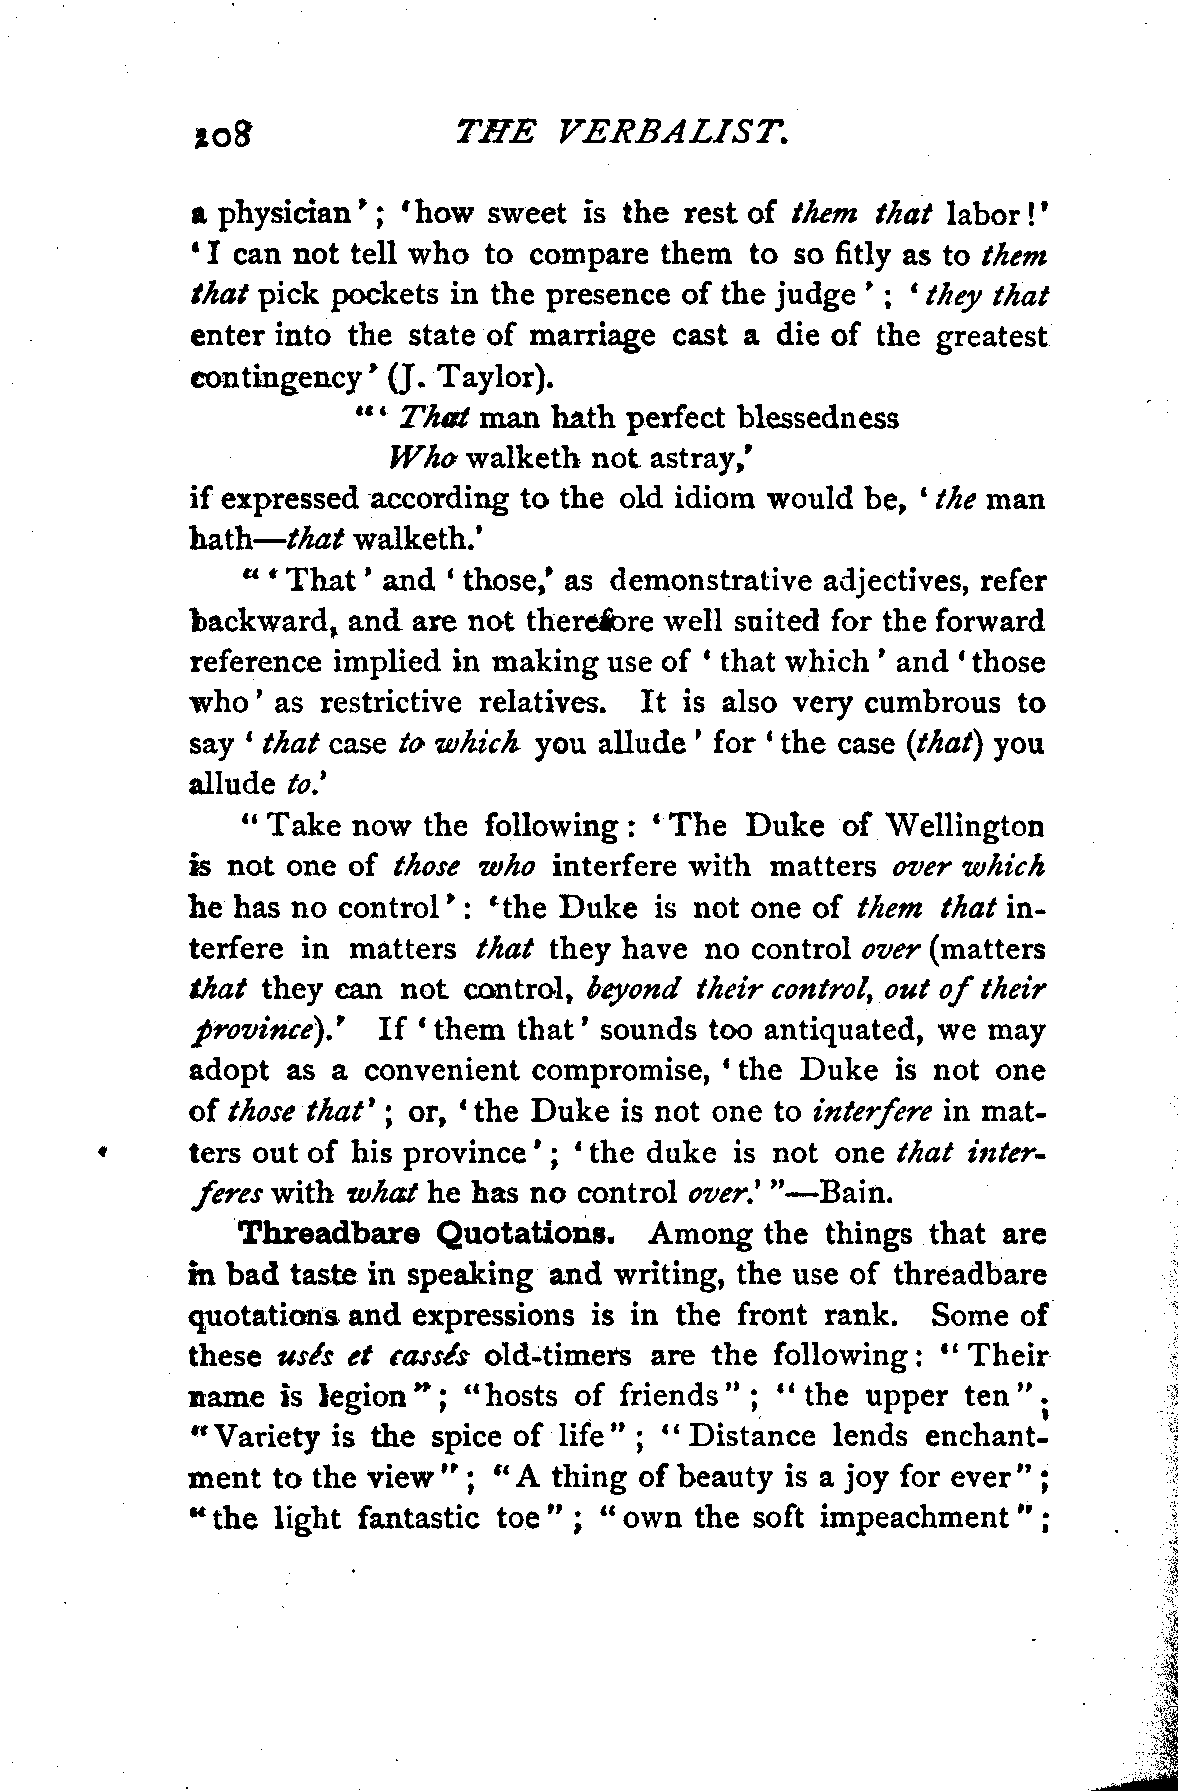 208 THE VERBALIST.
a physician'; 'how sweet is the rest of them that labor!'
'I can not tell who to compare them to so fitly as to them
that pick pockets in the presence of the judge'; 'they that
enter into the state of marriage cast a die of the greatest
contingency' (J. Taylor).
"' That man hath perfect blessedness
Who walketh not astray,'
if expressed according to the old idiom would be, 'the man
hath—that walketh.'
"'That' and 'those,' as demonstrative adjectives, refer
backward, and are not therefore well suited for the forward
reference implied in making use of 'that which' and 'those
who' as restrictive relatives. It is also very cumbrous to
say 'that case to which you allude' for 'the case (that) you
allude to.'
"Take now the following: 'The Duke of Wellington
is not one of those who interfere with matters over which
he has no control': 'the Duke is not one of them that in-
terfere in matters that they have no control over (matters
that they can not control, beyond their control, out of their
province).' If 'them that' sounds too antiquated, we may
adopt as a convenient compromise, 'the Duke is not one
of those that'; or, 'the Duke is not one to interfere in mat-
ters out of his province'; 'the duke is not one that inter-
feres with what he has no control over.'"—Bain.
Threadbare Quotations. Among the things that are
in bad taste in speaking and writing, the use of threadbare
quotations and expressions is in the front rank. Some of
these usés et cassés old-timers are the following: "Their
name is legion"; "hosts of friends"; "the upper ten";
"Variety is the spice of life"; "Distance lends enchant-
ment to the view"; "A thing of beauty is a joy for ever";
"the light fantastic toe"; "own the soft impeachment";